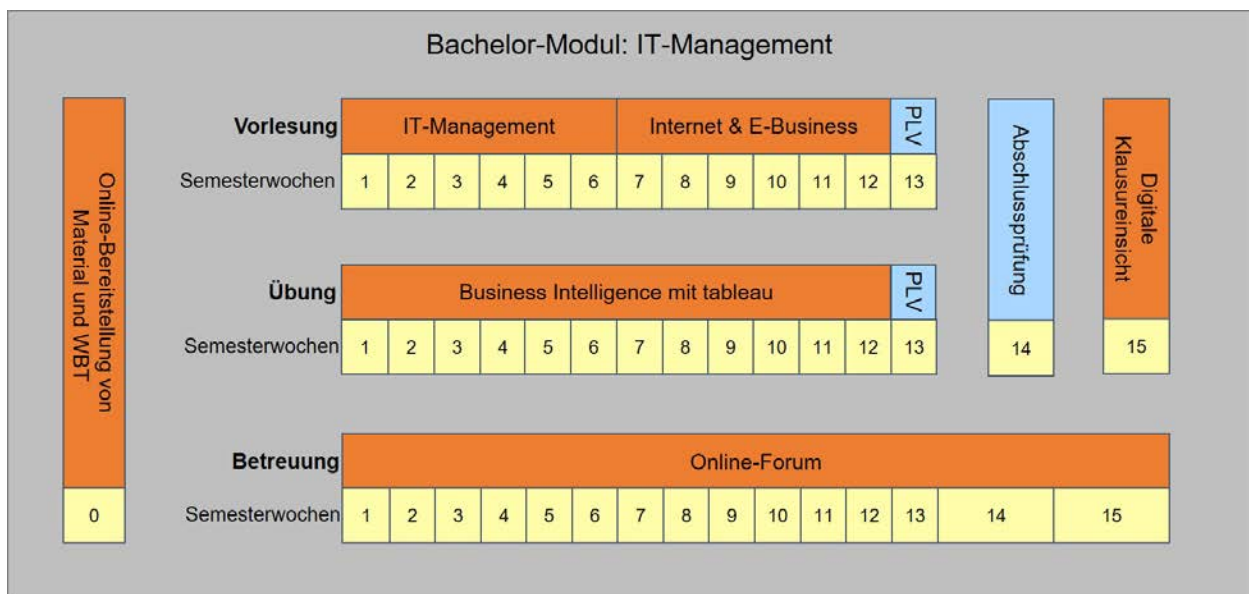 Bachelor-Modul: IT-Management
Online-Bereitstellung von
Material und WBT
0
Vorlesung
IT-Management
Internet & E-Business
PLV
Semesterwochen
1 2 3 4 5 6 7 8 9 10 11 12 13
Übung
Business Intelligence mit tableau
PLV
Semesterwochen
1 2 3 4 5 6 7 8 9 10 11 12 13
Abschlussprüfung
14
Digitale
Klausureinsicht
15
Betreuung
Online-Forum
Semesterwochen
1 2 3 4 5 6 7 8 9 10 11 12 13 14 15